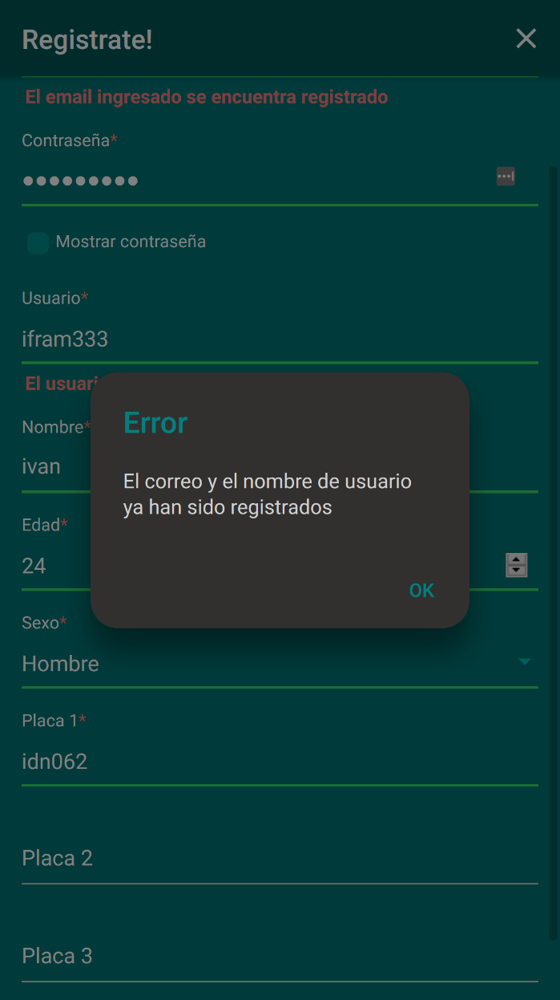 Registrate!
El email ingresado se encuentra registrado
Contraseña*
Mostrar contraseña
Usuario*
ifram333
El usuari
Nombre*
ivan
Error
El correo y el nombre de usuario
ya han sido registrados
OK
Edad*
24
Sexo*
Hombre
Placa 1*
idn062
Placa 2
Placa 3